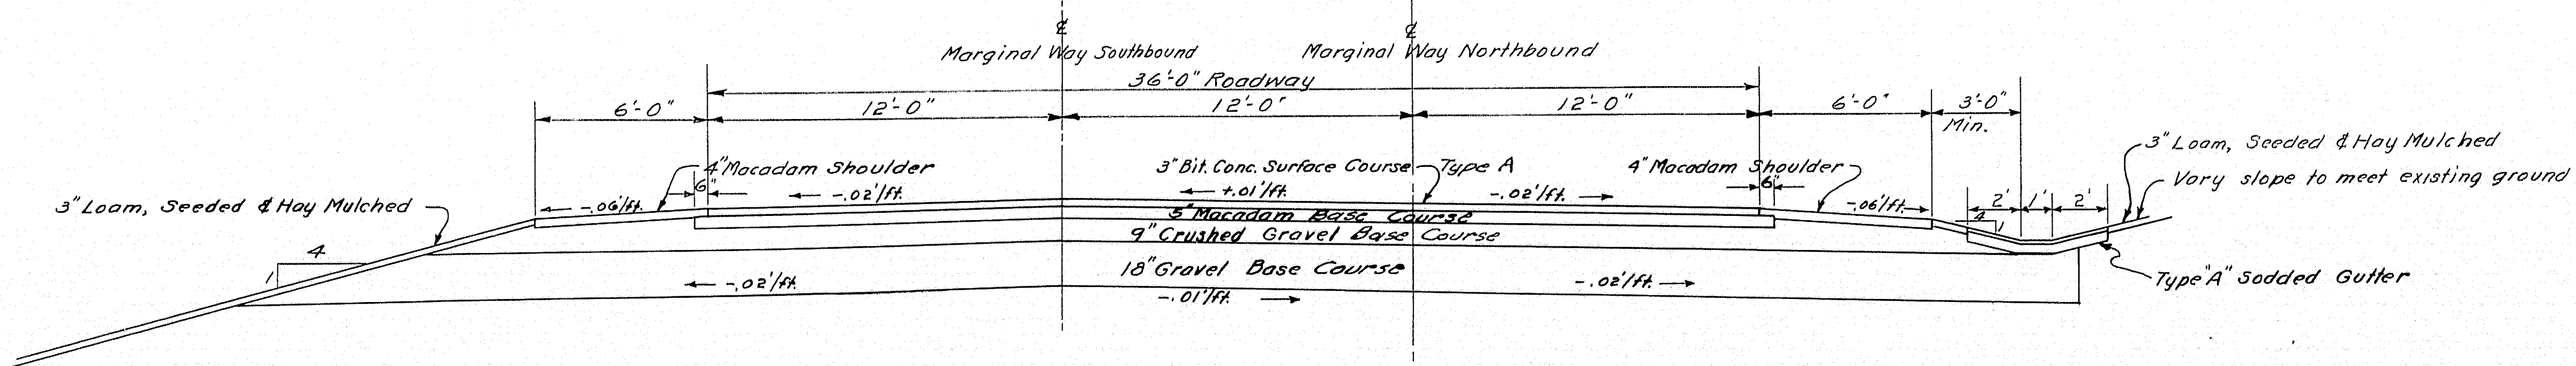 ℄ ℄
Marginal Way Southbound Marginal Way Northbound
36'-0" Roadway
6'-0" 12'-0" 12'-0" 12'-0" 6'-0" 3'-0"
Min.
3" Loam, Seeded & Hay Mulched
4" Macadam Shoulder 3" Bit. Conc. Surface Course Type A 4" Macadam Shoulder
Vary slope to meet existing ground
6" -.02'/ft. +.01'/ft. -.02'/ft. 6"
3" Loam, Seeded & Hay Mulched -.06'/ft. -.06'/ft. 2' 1' 2'
5" Macadam Base Course
4 1
9" Crushed Gravel Base Course
4
1
18" Gravel Base Course
Type "A" Sodded Gutter
-.02'/ft. -.01'/ft. -.02'/ft.